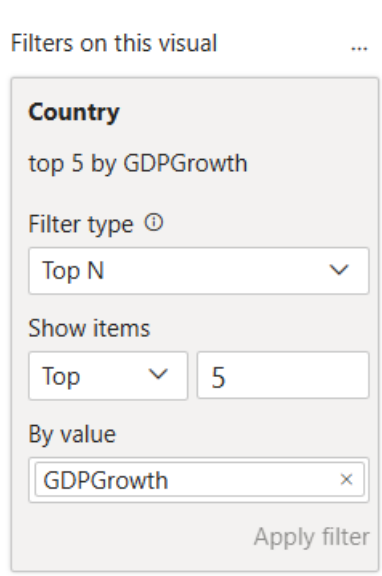 Filters on this visual ...
Country
top 5 by GDPGrowth
Filter type
Top N
Show items
Top 5
By value
GDPGrowth ×
Apply filter